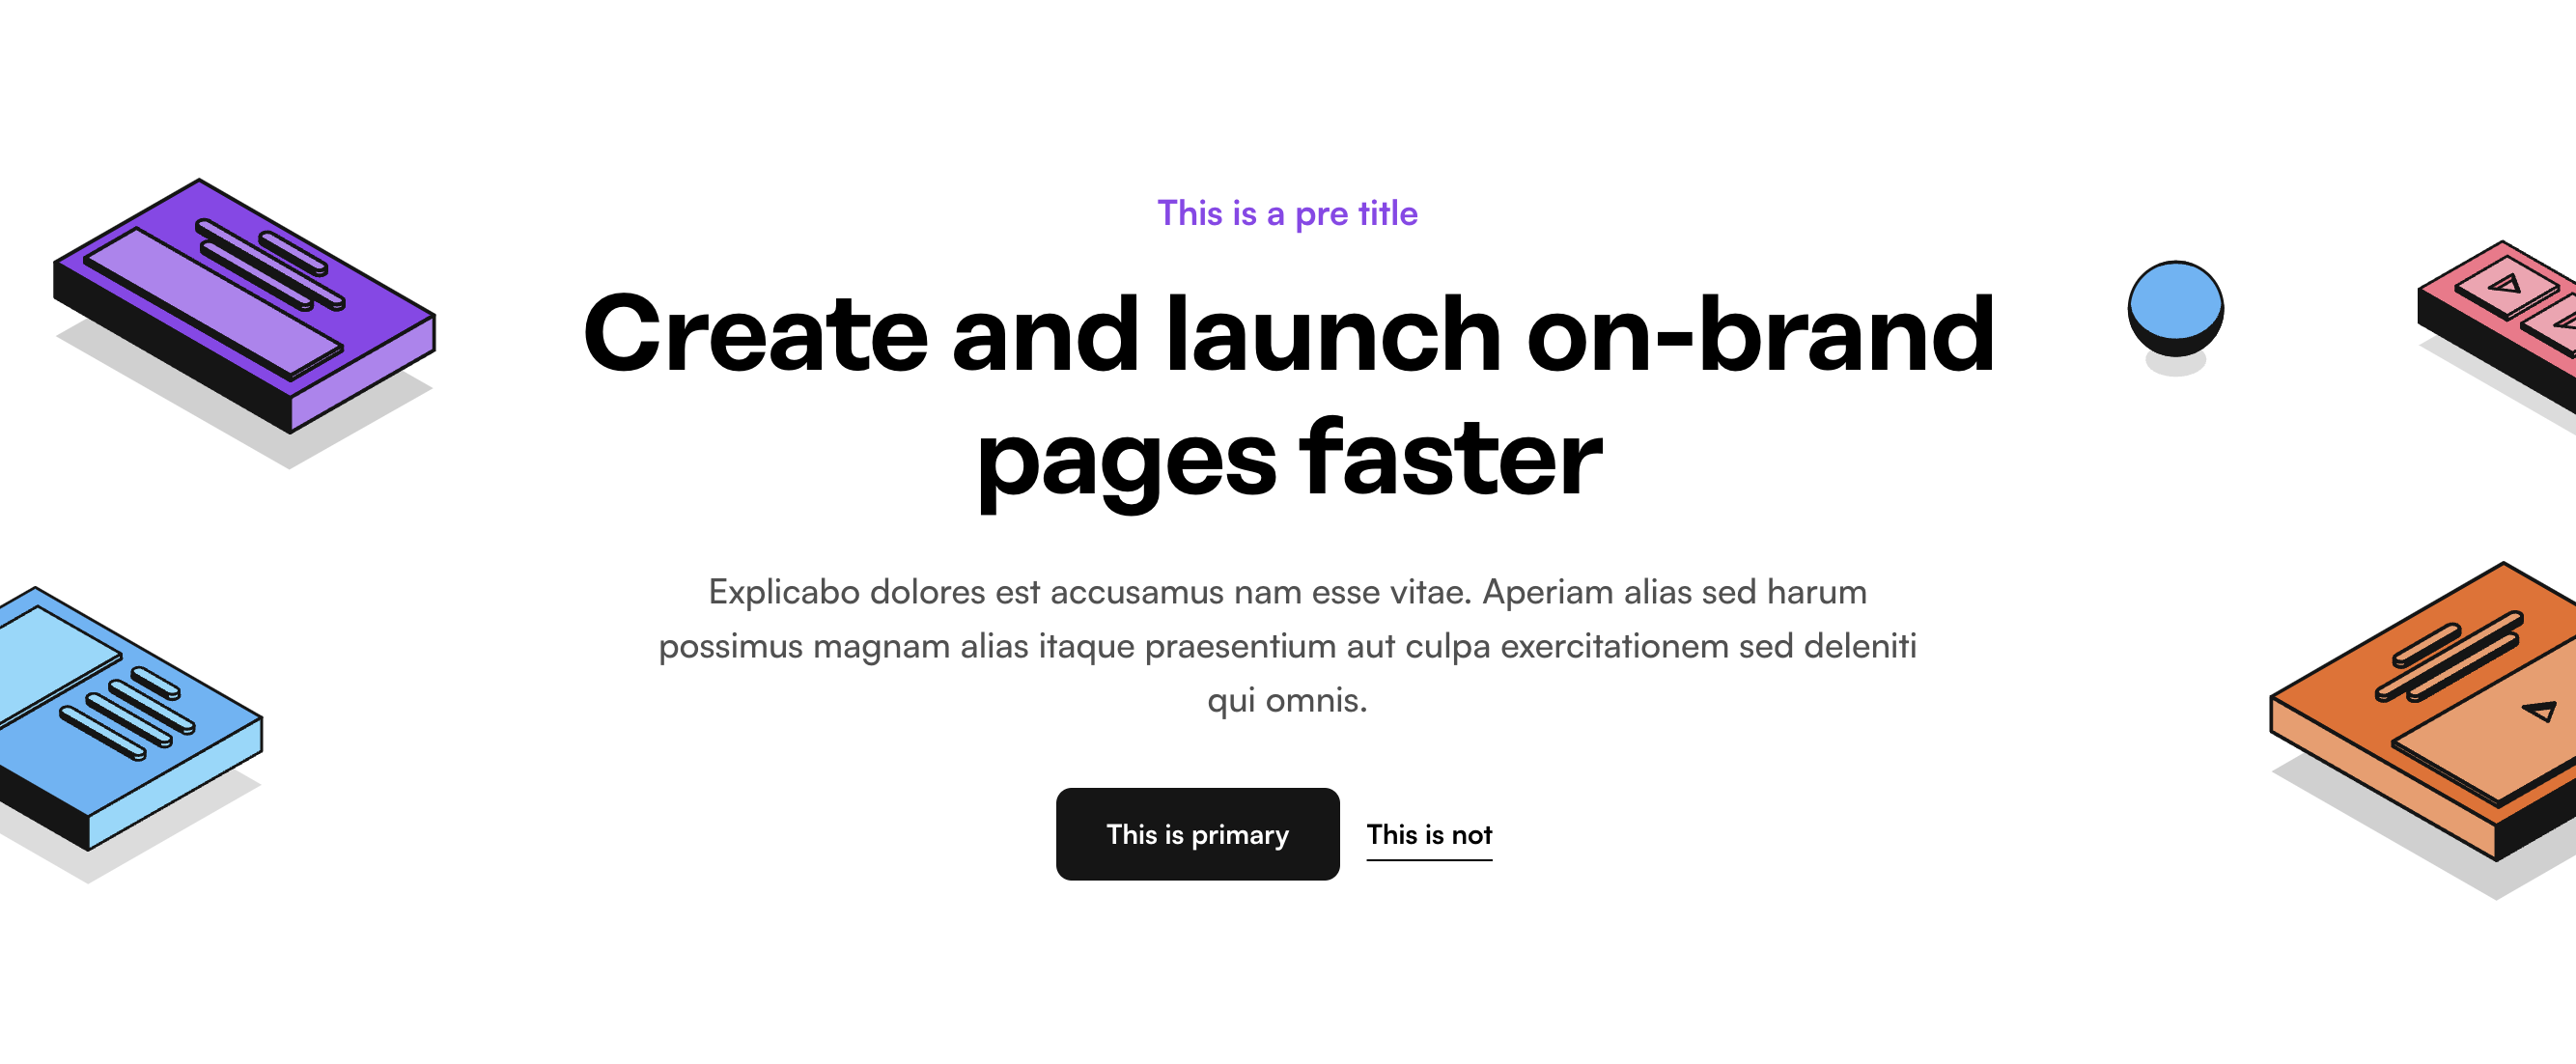 This is a pre title
Create and launch on-brand
pages faster
Explicabo dolores est accusamus nam esse vitae. Aperiam alias sed harum
possimus magnam alias itaque praesentium aut culpa exercitationem sed deleniti
qui omnis.
This is primary
This is not